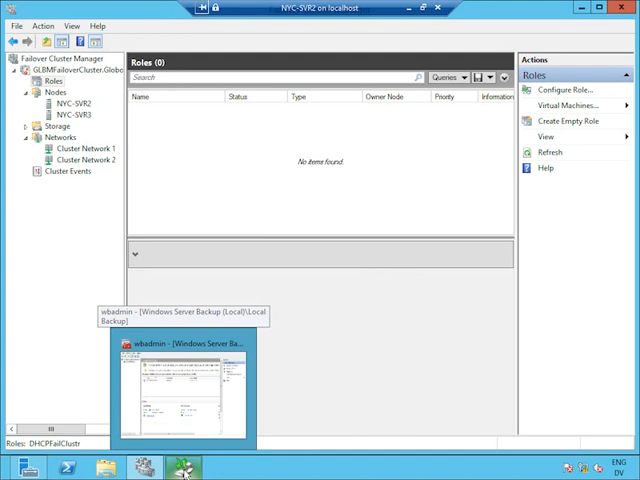 NYC-SVR2 on localhost
File Action View Help
Failover Cluster Manager
GLBMFailoverCluster.Globo
Roles
Nodes
NYC-SVR2
NYC-SVR3
Storage
Networks
Cluster Network 1
Cluster Network 2
Cluster Events
Roles (0)
Search
Queries
Name Status Type Owner Node Priority Information
No items found.
Actions
Roles
Configure Role...
Virtual Machines...
Create Empty Role
View
Refresh
Help
wbadmin - [Windows Server Backup (Local)\Local
Backup]
wbadmin - [Windows Server Ba...
Roles: DHCPFailClustr
ENG
DV